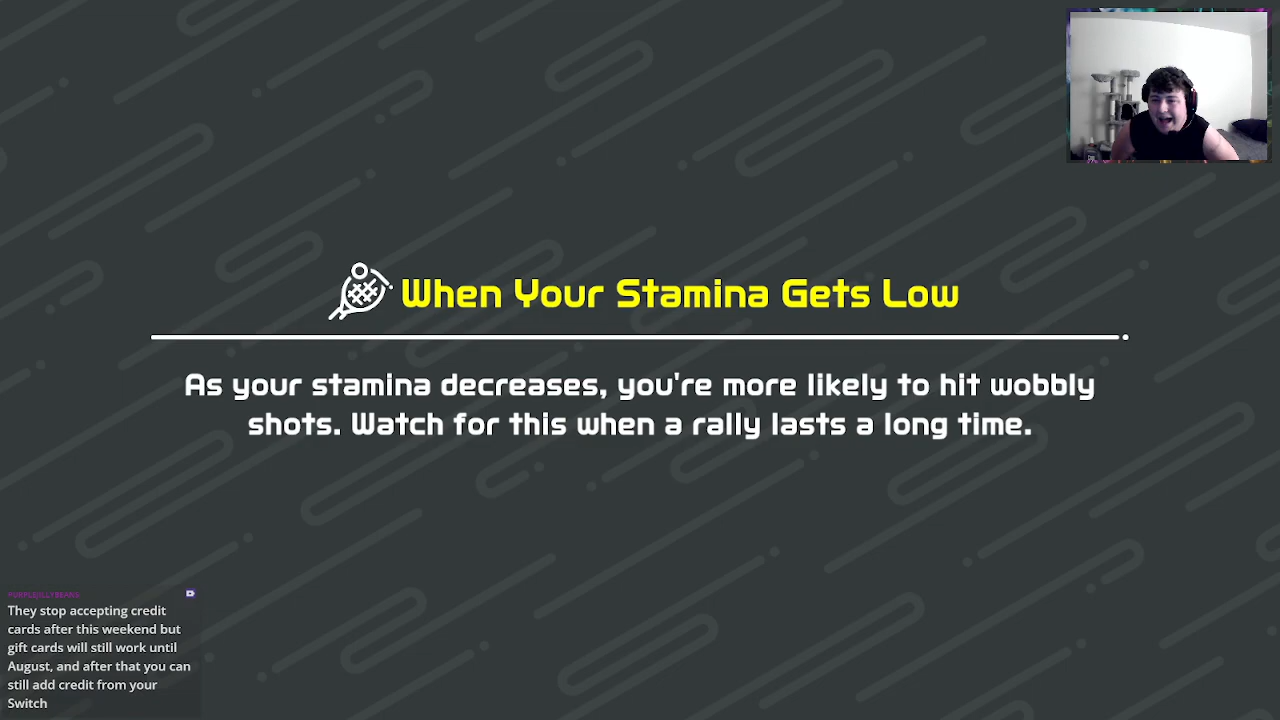 When Your Stamina Gets Low
As your stamina decreases, you're more likely to hit wobbly
shots. Watch for this when a rally lasts a long time.
PURPLEJILLYBEANS
They stop accepting credit
cards after this weekend but
gift cards will still work until
August, and after that you can
still add credit from your
Switch